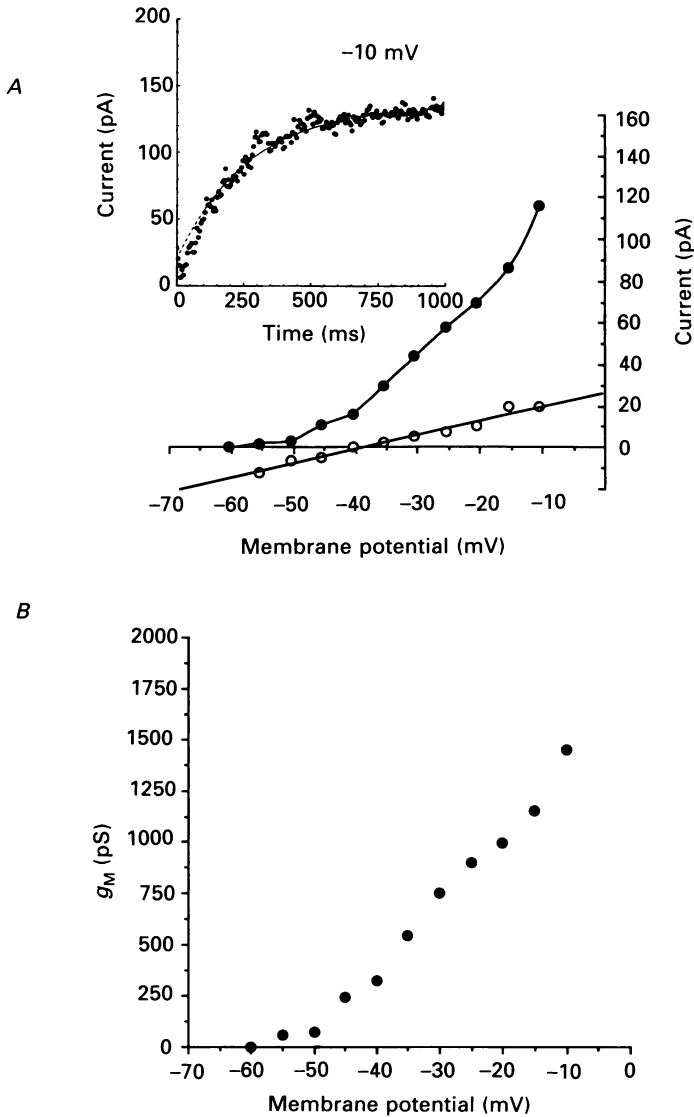 A
Current (pA)
200
150
100
50
0
−10 mV
0 250 500 750 1000
Time (ms)
160
140
120
100
80
60
40
20
0
Current (pA)
−70 −60 −50 −40 −30 −20 −10
Membrane potential (mV)
B
gM (pS)
2000
1750
1500
1250
1000
750
500
250
0
−70 −60 −50 −40 −30 −20 −10 0
Membrane potential (mV)